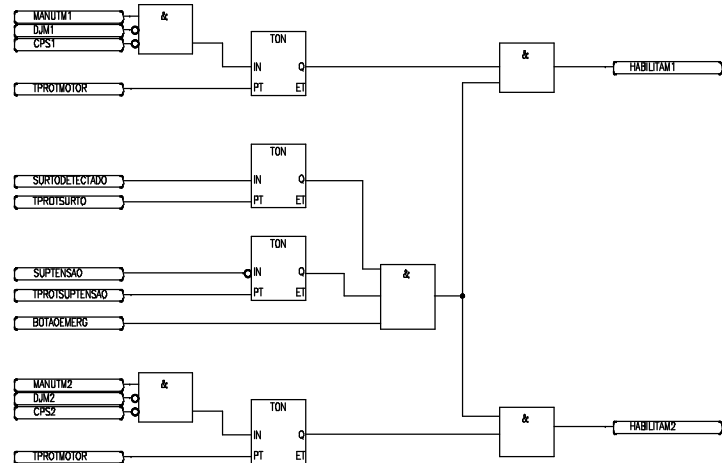 MANUTM1
&
DJM1
CPS1
TON
IN
Q
&
HABILITAM1
TPROTMOTOR
PT
ET
TON
SURTODETECTADO
IN
Q
TPROTSURTO
PT
ET
TON
SUPTENSAO
IN
Q
&
TPROTSUPTENSAO
PT
ET
BOTAOEMERG
MANUTM2
&
DJM2
CPS2
TON
&
HABILITAM2
IN
Q
TPROTMOTOR
PT
ET